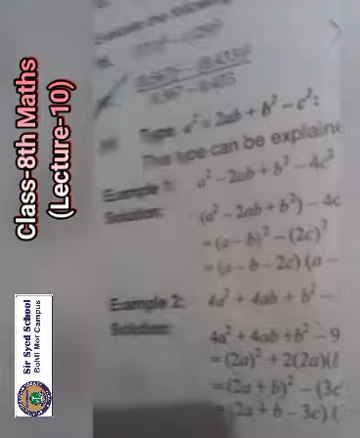 Class-8th Maths
(Lecture-10)
Sir Syed School
Bohli Mor Campus
the following
Type a² ± 2ab + b² – c²:
This type can be explain
Example 1: a² – 2ab + b² – 4c²
Solution: (a² – 2ab + b²) – 4c
= (a – b)² – (2c)²
= (a – b – 2c) (a –
Example 2: 4a² + 4ab + b² –
Solution: 4a² + 4ab + b² – 9
= (2a)² + 2(2a)(
= (2a + b)² – (3c
= (2a + b – 3c) (